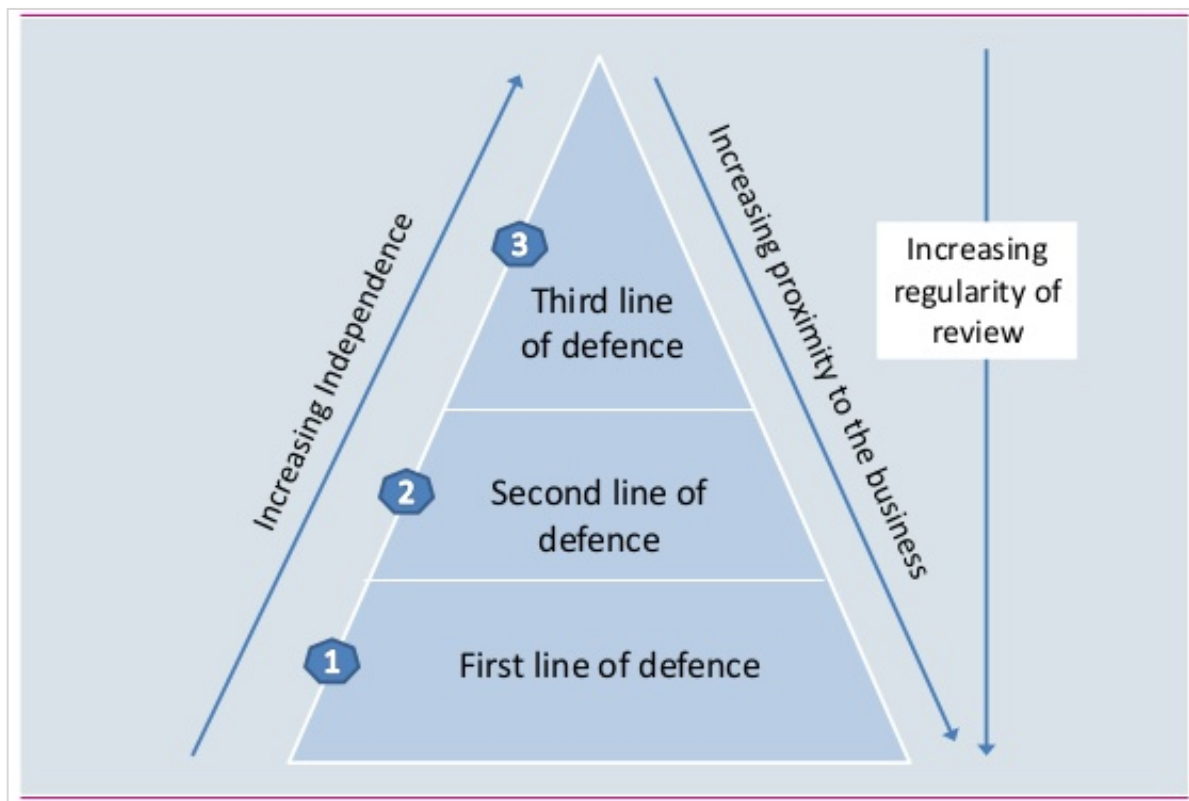 3
Third line
of defence
2
Second line of
defence
1
First line of defence
Increasing Independence
Increasing proximity to the business
Increasing
regularity of
review